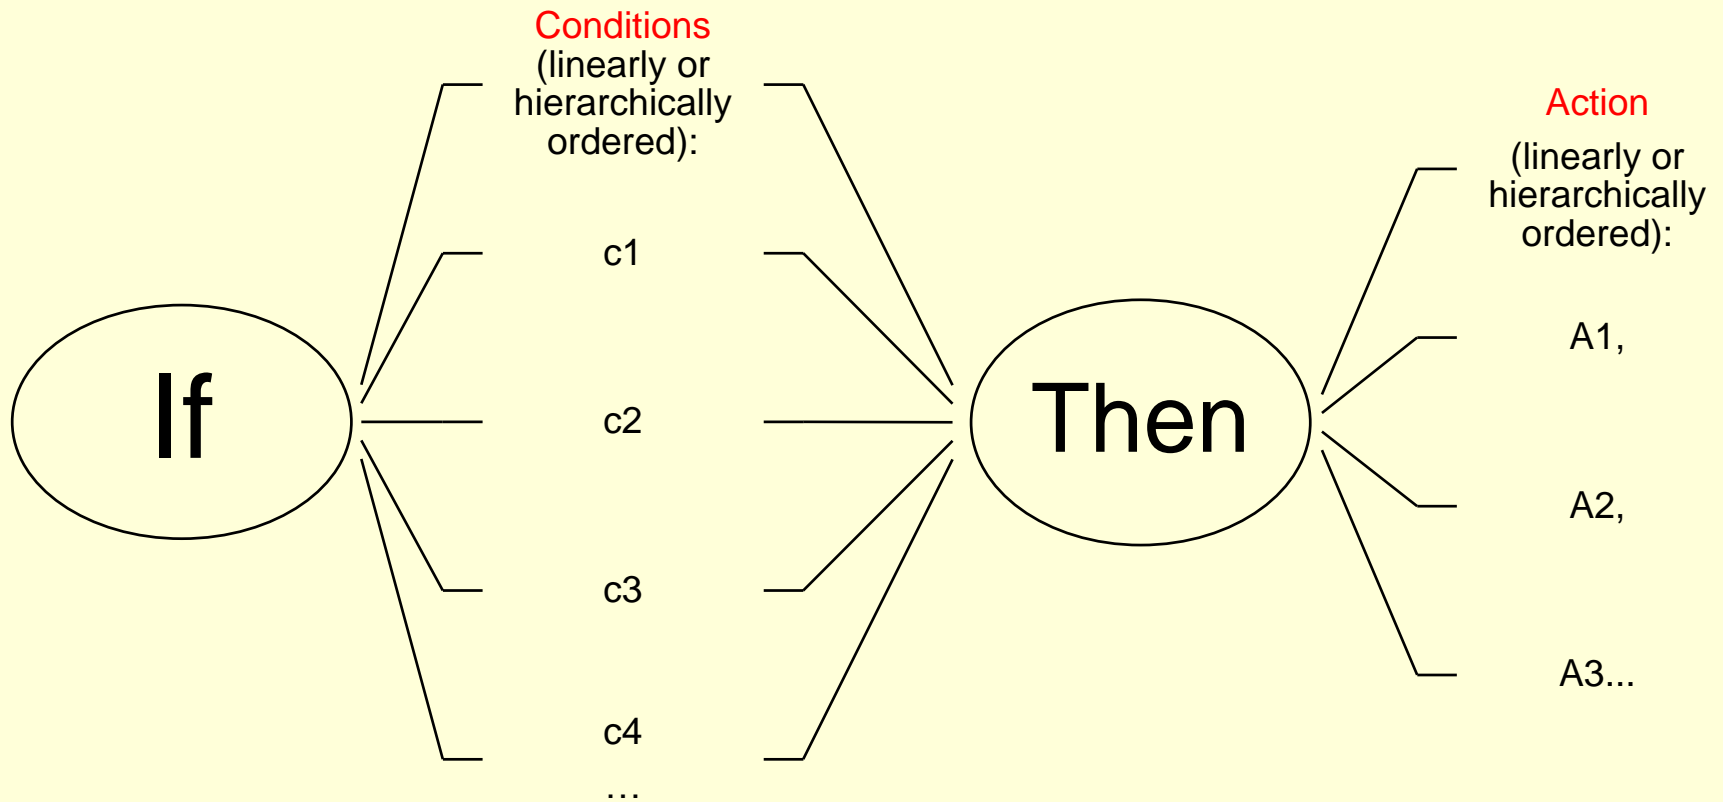 If
Conditions
(linearly or
hierarchically
ordered):
c1
c2
c3
c4
…
Then
Action
(linearly or
hierarchically
ordered):
A1,
A2,
A3...